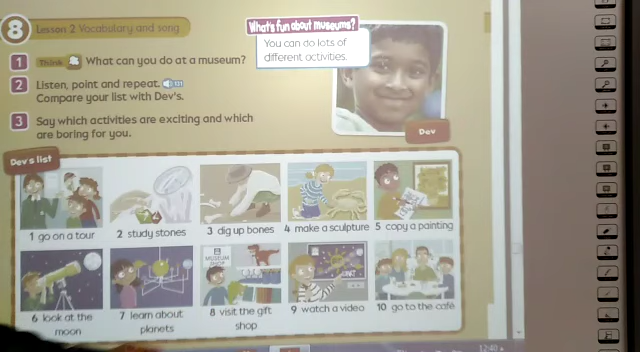 8 Lesson 2 Vocabulary and song
What's fun about museums?
You can do lots of
different activities.
1 Think What can you do at a museum?
2 Listen, point and repeat.
Compare your list with Dev's.
3 Say which activities are exciting and which
are boring for you.
Dev
Dev's list
1 go on a tour
2 study stones
3 dig up bones
4 make a sculpture
5 copy a painting
MUSEUM
SHOP
6 look at the
moon
7 learn about
planets
8 visit the gift
shop
9 watch a video
10 go to the café
12:40